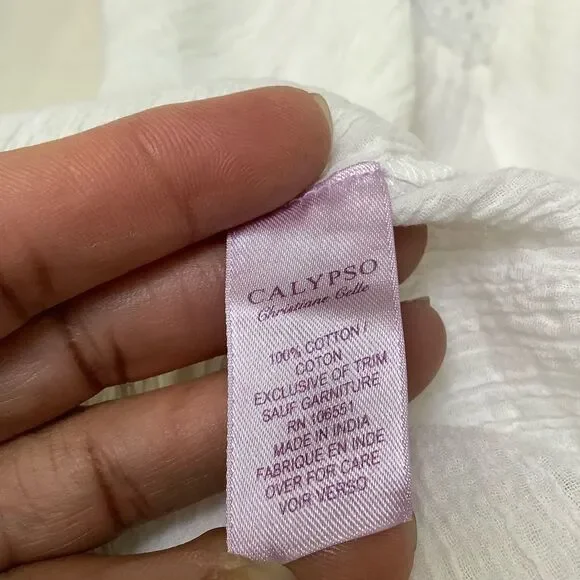 CALYPSO
Christiane Celle
100% COTTON/
COTON
EXCLUSIVE OF TRIM
SAUF GARNITURE
RN 106551
MADE IN INDIA
FABRIQUE EN INDE
OVER FOR CARE
VOIR VERSO